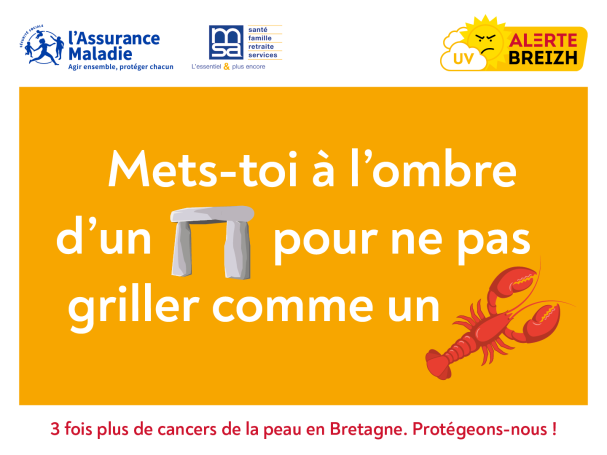 SÉCURITÉ SOCIALE
l'Assurance
Maladie
Agir ensemble, protéger chacun
msa
santé
famille
retraite
services
L'essentiel & plus encore
UV
ALERTE
BREIZH
Mets-toi à l'ombre
d'un pour ne pas
griller comme un
3 fois plus de cancers de la peau en Bretagne. Protégeons-nous !